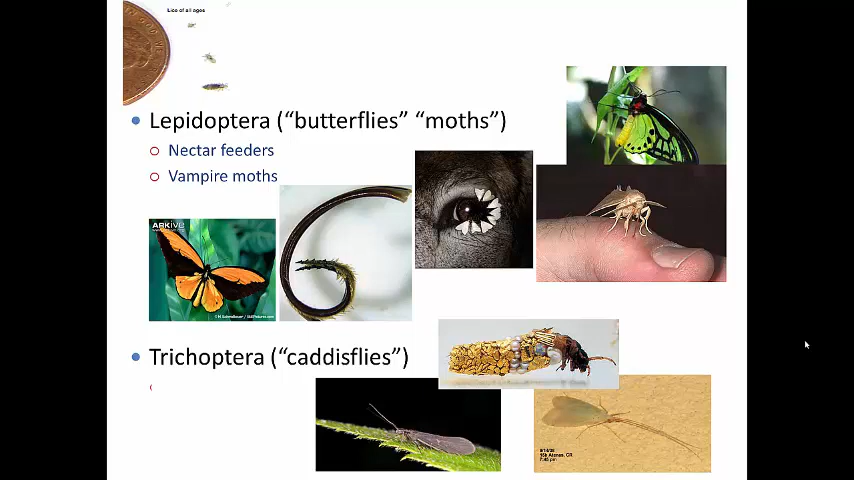 Lice of all ages
Lepidoptera (“butterflies” “moths”)
Nectar feeders
Vampire moths
ARKIVE
Trichoptera (“caddisflies”)